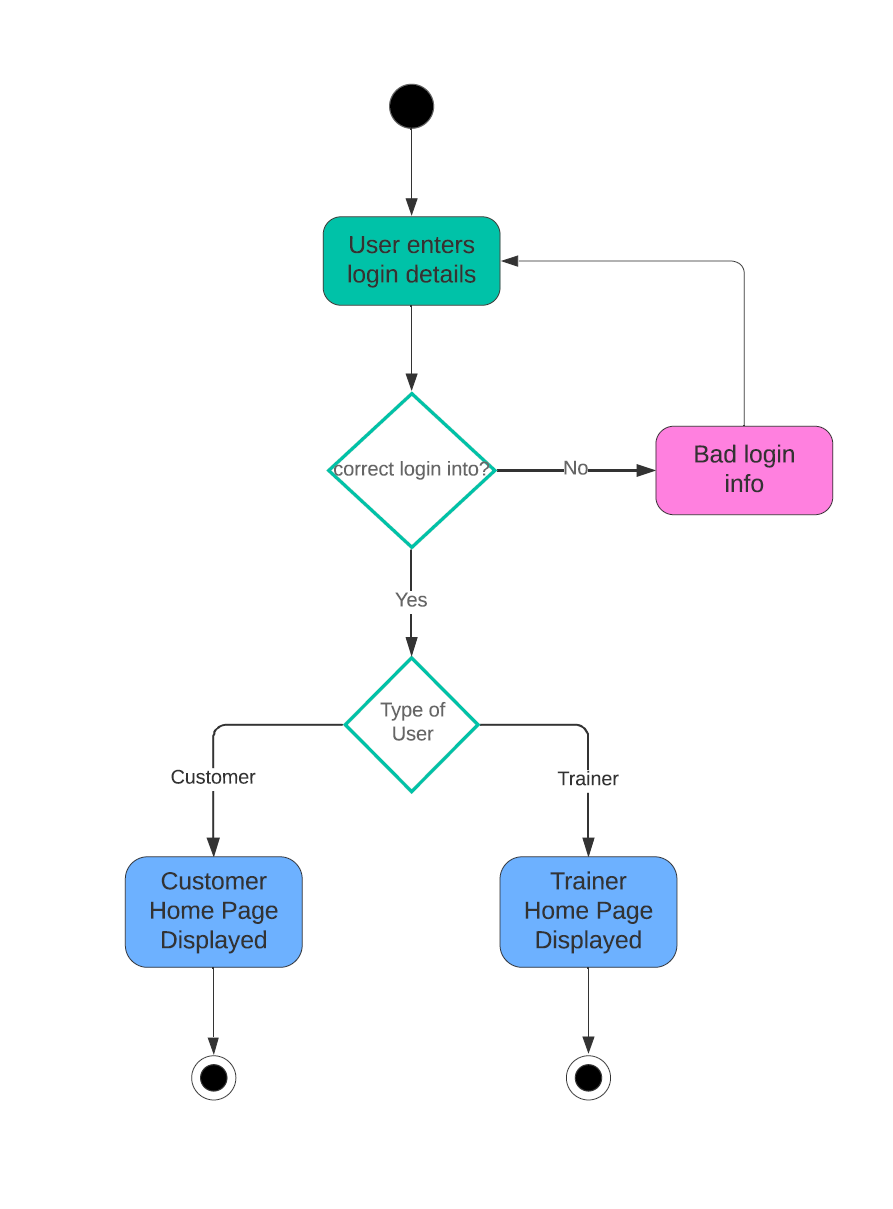 User enters
login details
correct login into?
No
Bad login
info
Yes
Type of
User
Customer
Trainer
Customer
Home Page
Displayed
Trainer
Home Page
Displayed